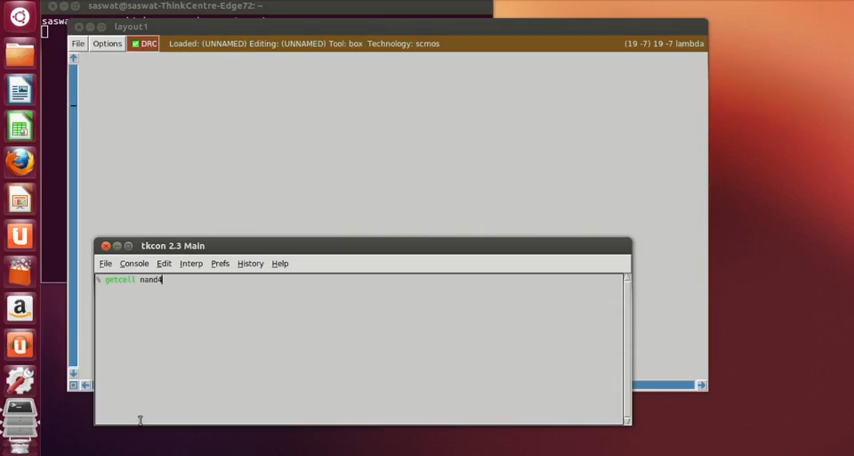 saswat@saswat-ThinkCentre-Edge72: ~
layout1
File Options DRC Loaded: (UNNAMED) Editing: (UNNAMED) Tool: box Technology: scmos (19 -7) 19 -7 lambda
tkcon 2.3 Main
File Console Edit Interp Prefs History Help
% getcell nand4